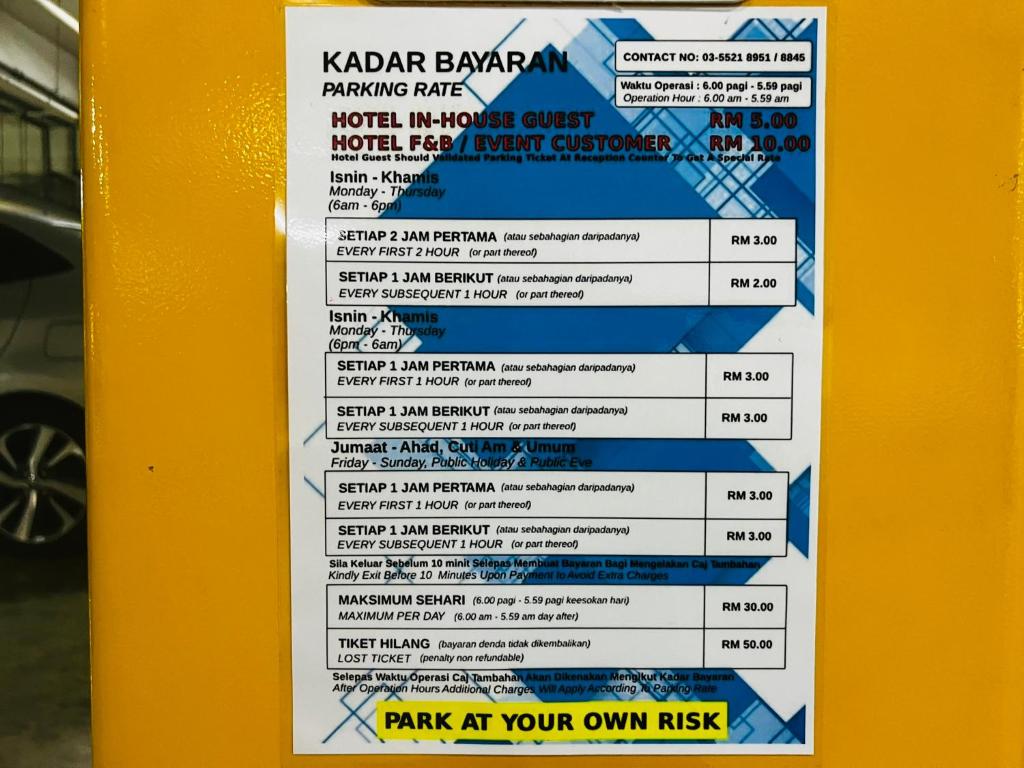 KADAR BAYARAN
PARKING RATE
CONTACT NO: 03-5521 8951 / 8845
Waktu Operasi : 6.00 pagi - 5.59 pagi
Operation Hour : 6.00 am - 5.59 am
HOTEL IN-HOUSE GUEST RM 5.00
HOTEL F&B / EVENT CUSTOMER RM 10.00
Hotel Guest Should Validated Parking Ticket At Reception Counter To Get A Special Rate
Isnin - Khamis
Monday - Thursday
(6am - 6pm)
SETIAP 2 JAM PERTAMA (atau sebahagian daripadanya) RM 3.00
EVERY FIRST 2 HOUR (or part thereof)
SETIAP 1 JAM BERIKUT (atau sebahagian daripadanya) RM 2.00
EVERY SUBSEQUENT 1 HOUR (or part thereof)
Isnin - Khamis
Monday - Thursday
(6pm - 6am)
SETIAP 1 JAM PERTAMA (atau sebahagian daripadanya) RM 3.00
EVERY FIRST 1 HOUR (or part thereof)
SETIAP 1 JAM BERIKUT (atau sebahagian daripadanya) RM 3.00
EVERY SUBSEQUENT 1 HOUR (or part thereof)
Jumaat - Ahad, Cuti Am & Umum
Friday - Sunday, Public Holiday & Public Eve
SETIAP 1 JAM PERTAMA (atau sebahagian daripadanya) RM 3.00
EVERY FIRST 1 HOUR (or part thereof)
SETIAP 1 JAM BERIKUT (atau sebahagian daripadanya) RM 3.00
EVERY SUBSEQUENT 1 HOUR (or part thereof)
Sila Keluar Sebelum 10 minit Selepas Membuat Bayaran Bagi Mengelakan Caj Tambahan
Kindly Exit Before 10 Minutes Upon Payment to Avoid Extra Charges
MAKSIMUM SEHARI (6.00 pagi - 5.59 pagi keesokan hari) RM 30.00
MAXIMUM PER DAY (6.00 am - 5.59 am day after)
TIKET HILANG (bayaran denda tidak dikembalikan) RM 50.00
LOST TICKET (penalty non refundable)
Selepas Waktu Operasi Caj Tambahan Akan Dikenakan Mengikut Kadar Bayaran
After Operation Hours Additional Charges Will Apply According To Parking Rate
PARK AT YOUR OWN RISK